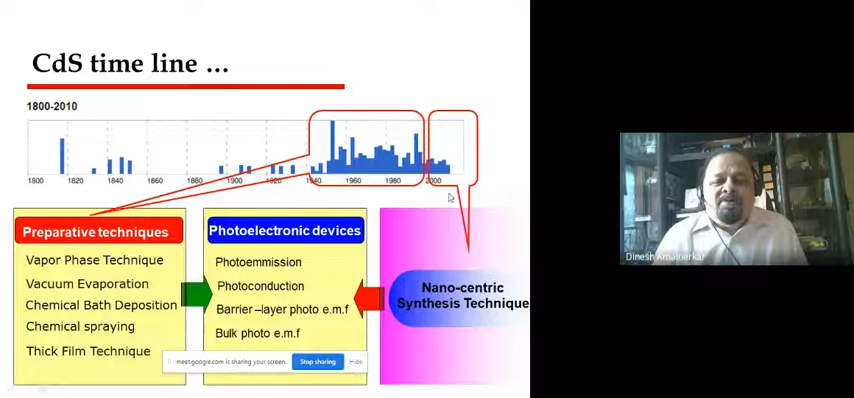 CdS time line …
1800-2010
1800 1820 1840 1860 1880 1900 1920 1940 1960 1980 2000
Preparative techniques
Vapor Phase Technique
Vacuum Evaporation
Chemical Bath Deposition
Chemical spraying
Thick Film Technique
Photoelectronic devices
Photoemmission
Photoconduction
Barrier –layer photo e.m.f
Bulk photo e.m.f
Nano-centric
Synthesis Technique
meet.google.com is sharing your screen. Stop sharing Hide
Dinesh Amalnerkar